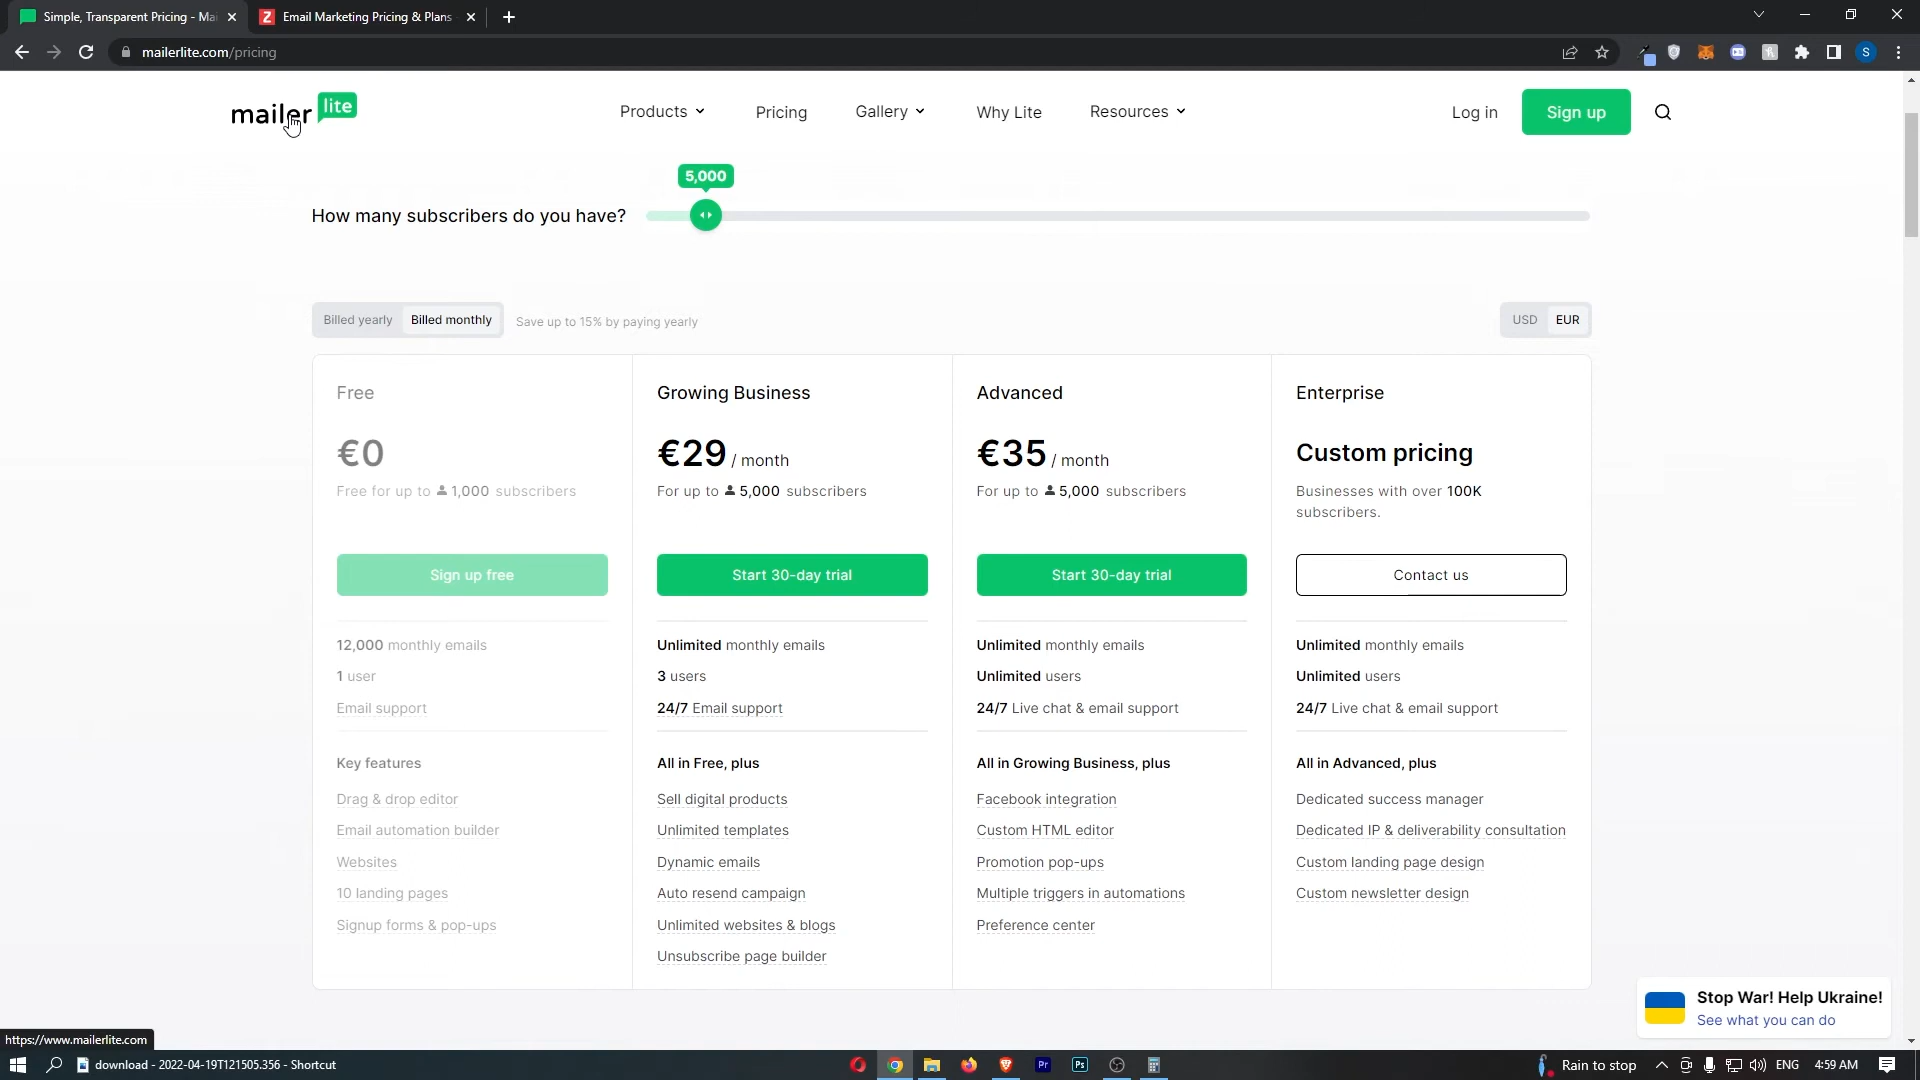 Simple, Transparent Pricing - Mai
Email Marketing Pricing & Plans
mailerlite.com/pricing
S
mailer lite
Products
Pricing
Gallery
Why Lite
Resources
Log in
Sign up
5,000
How many subscribers do you have?
Billed yearly
Billed monthly
Save up to 15% by paying yearly
USD
EUR
Free
€0
Free for up to 1,000 subscribers
Sign up free
12,000 monthly emails
1 user
Email support
Key features
Drag & drop editor
Email automation builder
Websites
10 landing pages
Signup forms & pop-ups
Growing Business
€29 / month
For up to 5,000 subscribers
Start 30-day trial
Unlimited monthly emails
3 users
24/7 Email support
All in Free, plus
Sell digital products
Unlimited templates
Dynamic emails
Auto resend campaign
Unlimited websites & blogs
Unsubscribe page builder
Advanced
€35 / month
For up to 5,000 subscribers
Start 30-day trial
Unlimited monthly emails
Unlimited users
24/7 Live chat & email support
All in Growing Business, plus
Facebook integration
Custom HTML editor
Promotion pop-ups
Multiple triggers in automations
Preference center
Enterprise
Custom pricing
Businesses with over 100K
subscribers.
Contact us
Unlimited monthly emails
Unlimited users
24/7 Live chat & email support
All in Advanced, plus
Dedicated success manager
Dedicated IP & deliverability consultation
Custom landing page design
Custom newsletter design
Stop War! Help Ukraine!
See what you can do
https://www.mailerlite.com
download - 2022-04-19T121505.356 - Shortcut
Pr
Ps
Rain to stop
ENG
4:59 AM